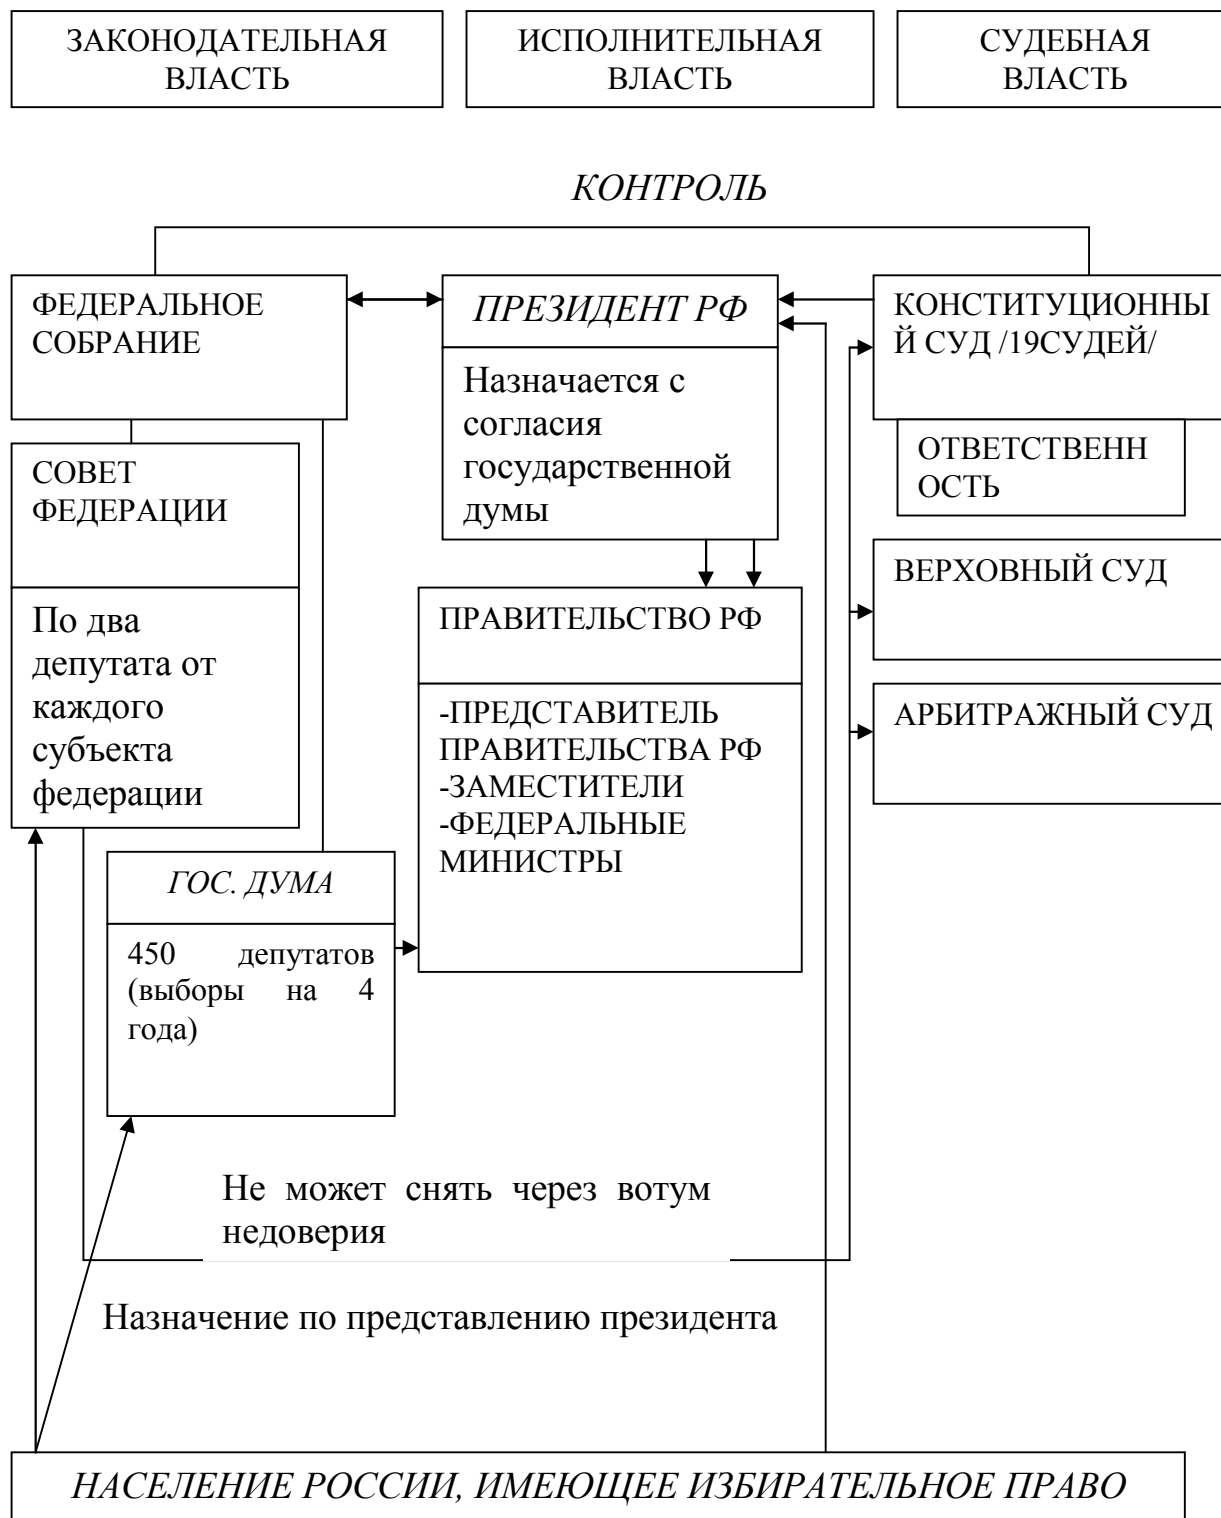 ЗАКОНОДАТЕЛЬНАЯ
ВЛАСТЬ
ИСПОЛНИТЕЛЬНАЯ
ВЛАСТЬ
СУДЕБНАЯ
ВЛАСТЬ
КОНТРОЛЬ
ФЕДЕРАЛЬНОЕ
СОБРАНИЕ
ПРЕЗИДЕНТ РФ
Назначается с
согласия
государственной
думы
КОНСТИТУЦИОННЫ
Й СУД /19СУДЕЙ/
ОТВЕТСТВЕНН
ОСТЬ
СОВЕТ
ФЕДЕРАЦИИ
По два
депутата от
каждого
субъекта
федерации
ПРАВИТЕЛЬСТВО РФ
-ПРЕДСТАВИТЕЛЬ
ПРАВИТЕЛЬСТВА РФ
-ЗАМЕСТИТЕЛИ
-ФЕДЕРАЛЬНЫЕ
МИНИСТРЫ
ВЕРХОВНЫЙ СУД
АРБИТРАЖНЫЙ СУД
ГОС. ДУМА
450 депутатов
(выборы на 4
года)
Не может снять через вотум
недоверия
Назначение по представлению президента
НАСЕЛЕНИЕ РОССИИ, ИМЕЮЩЕЕ ИЗБИРАТЕЛЬНОЕ ПРАВО